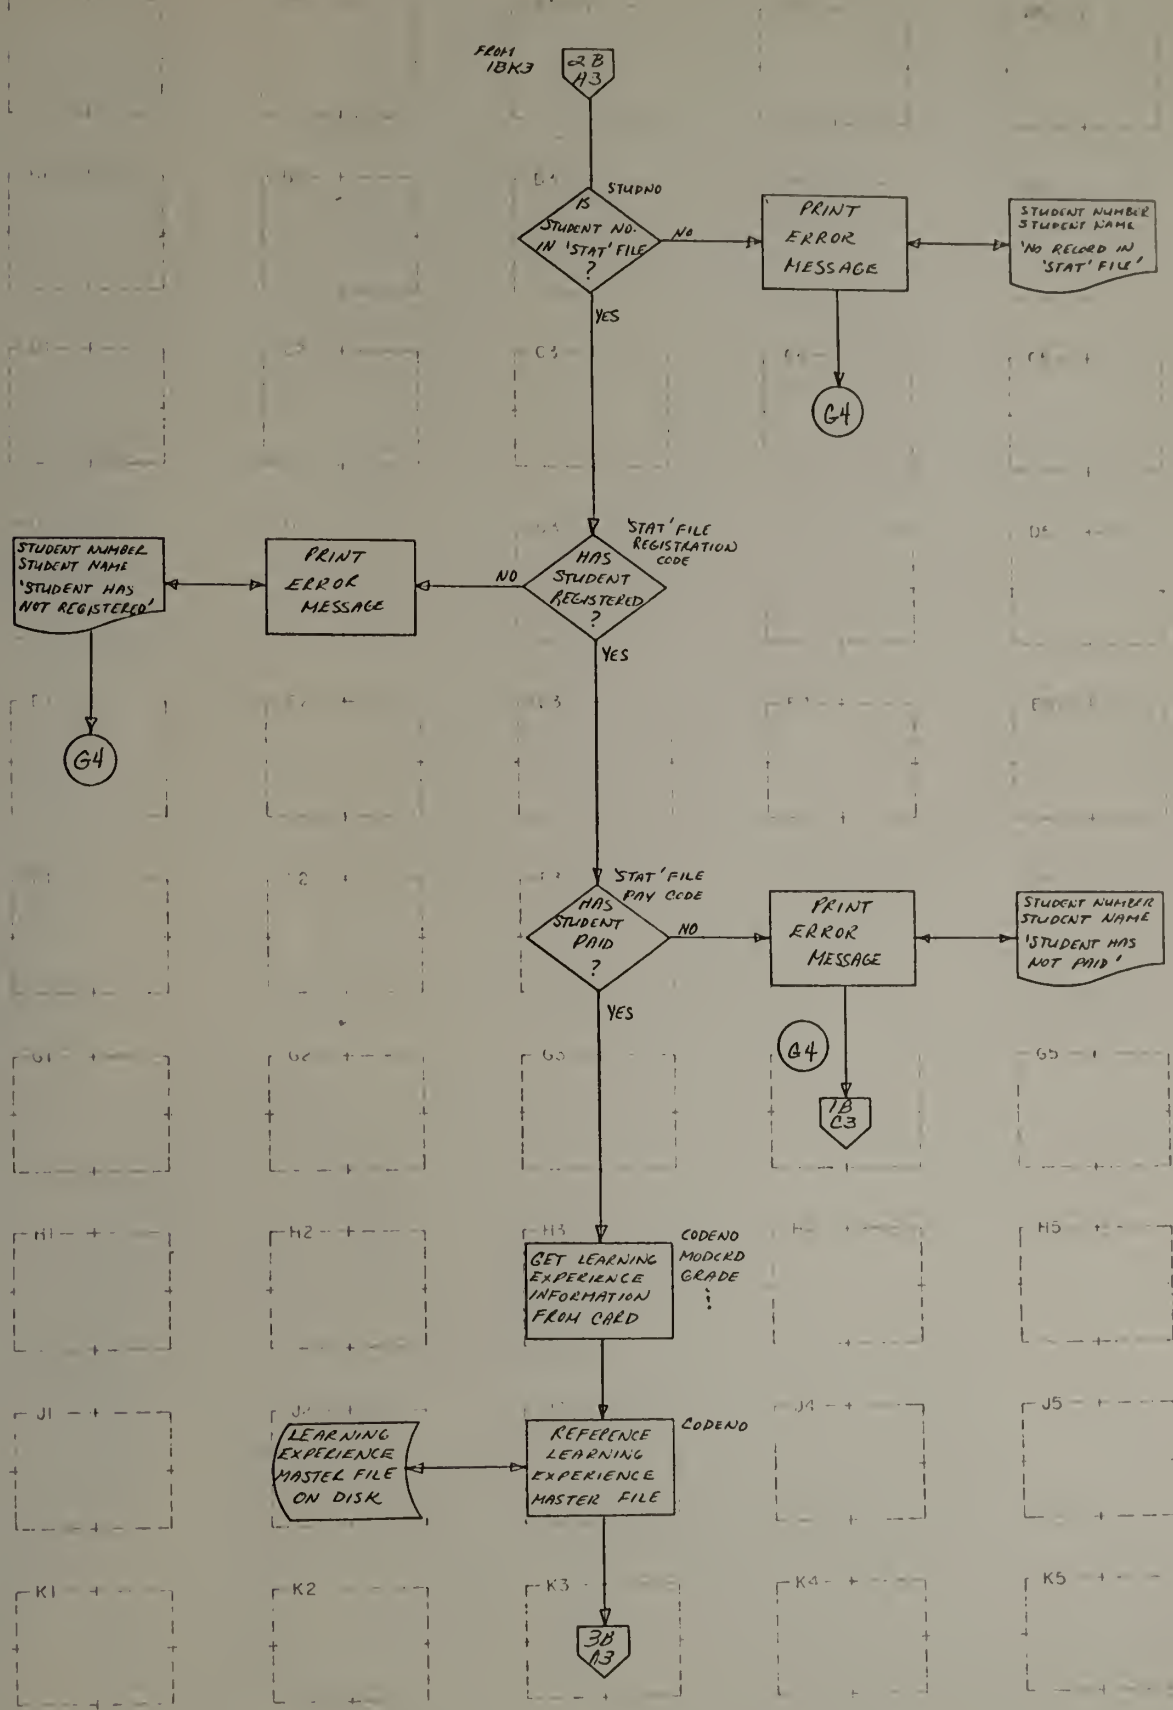 FROM
1BK3
2B
A3
STUDNO
IS
STUDENT NO.
IN 'STAT' FILE
?
NO
YES
PRINT
ERROR
MESSAGE
STUDENT NUMBER
STUDENT NAME
'NO RECORD IN
'STAT' FILE'
C3
G4
'STAT' FILE
REGISTRATION
CODE
HAS
STUDENT
REGISTERED
?
NO
YES
PRINT
ERROR
MESSAGE
STUDENT NUMBER
STUDENT NAME
'STUDENT HAS
NOT REGISTERED'
G4
'STAT' FILE
PAY CODE
HAS
STUDENT
PAID
?
NO
YES
PRINT
ERROR
MESSAGE
STUDENT NUMBER
STUDENT NAME
'STUDENT HAS
NOT PAID'
G1
G2
G3
G4
G5
1B
C3
H1
H2
H3
H5
GET LEARNING
EXPERIENCE
INFORMATION
FROM CARD
CODENO
MODCRD
GRADE
J1
J4
J5
LEARNING
EXPERIENCE
MASTER FILE
ON DISK
REFERENCE
LEARNING
EXPERIENCE
MASTER FILE
CODENO
K1
K2
K3
K4
K5
3B
A3